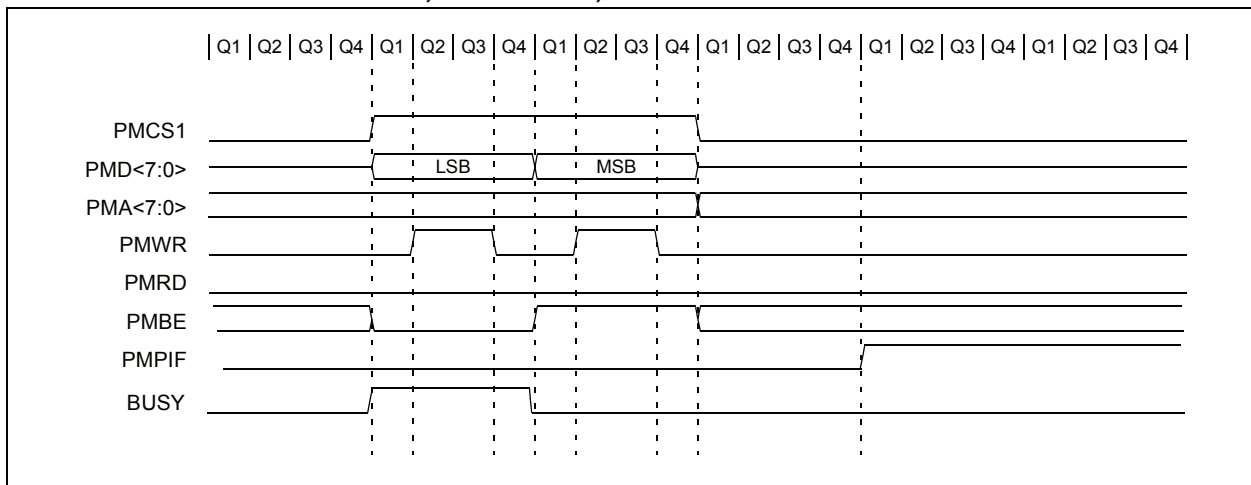 Q1 Q2 Q3 Q4 Q1 Q2 Q3 Q4 Q1 Q2 Q3 Q4 Q1 Q2 Q3 Q4 Q1 Q2 Q3 Q4 Q1 Q2 Q3 Q4
PMCS1
PMD<7:0> LSB MSB
PMA<7:0>
PMWR
PMRD
PMBE
PMPIF
BUSY